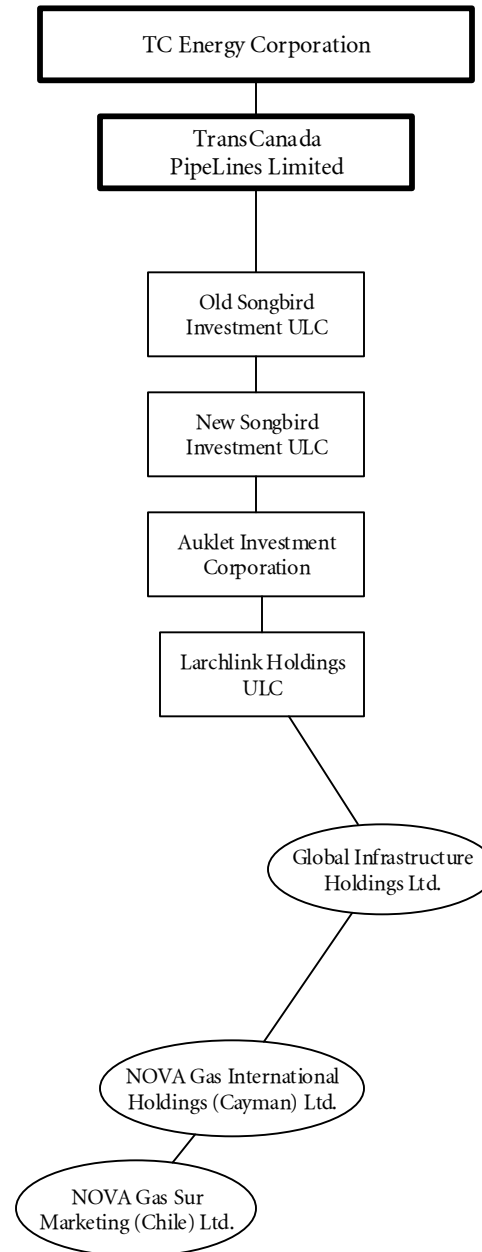 TC Energy Corporation
TransCanada
PipeLines Limited
Old Songbird
Investment ULC
New Songbird
Investment ULC
Auklet Investment
Corporation
Larchlink Holdings
ULC
Global Infrastructure
Holdings Ltd.
NOVA Gas International
Holdings (Cayman) Ltd.
NOVA Gas Sur
Marketing (Chile) Ltd.